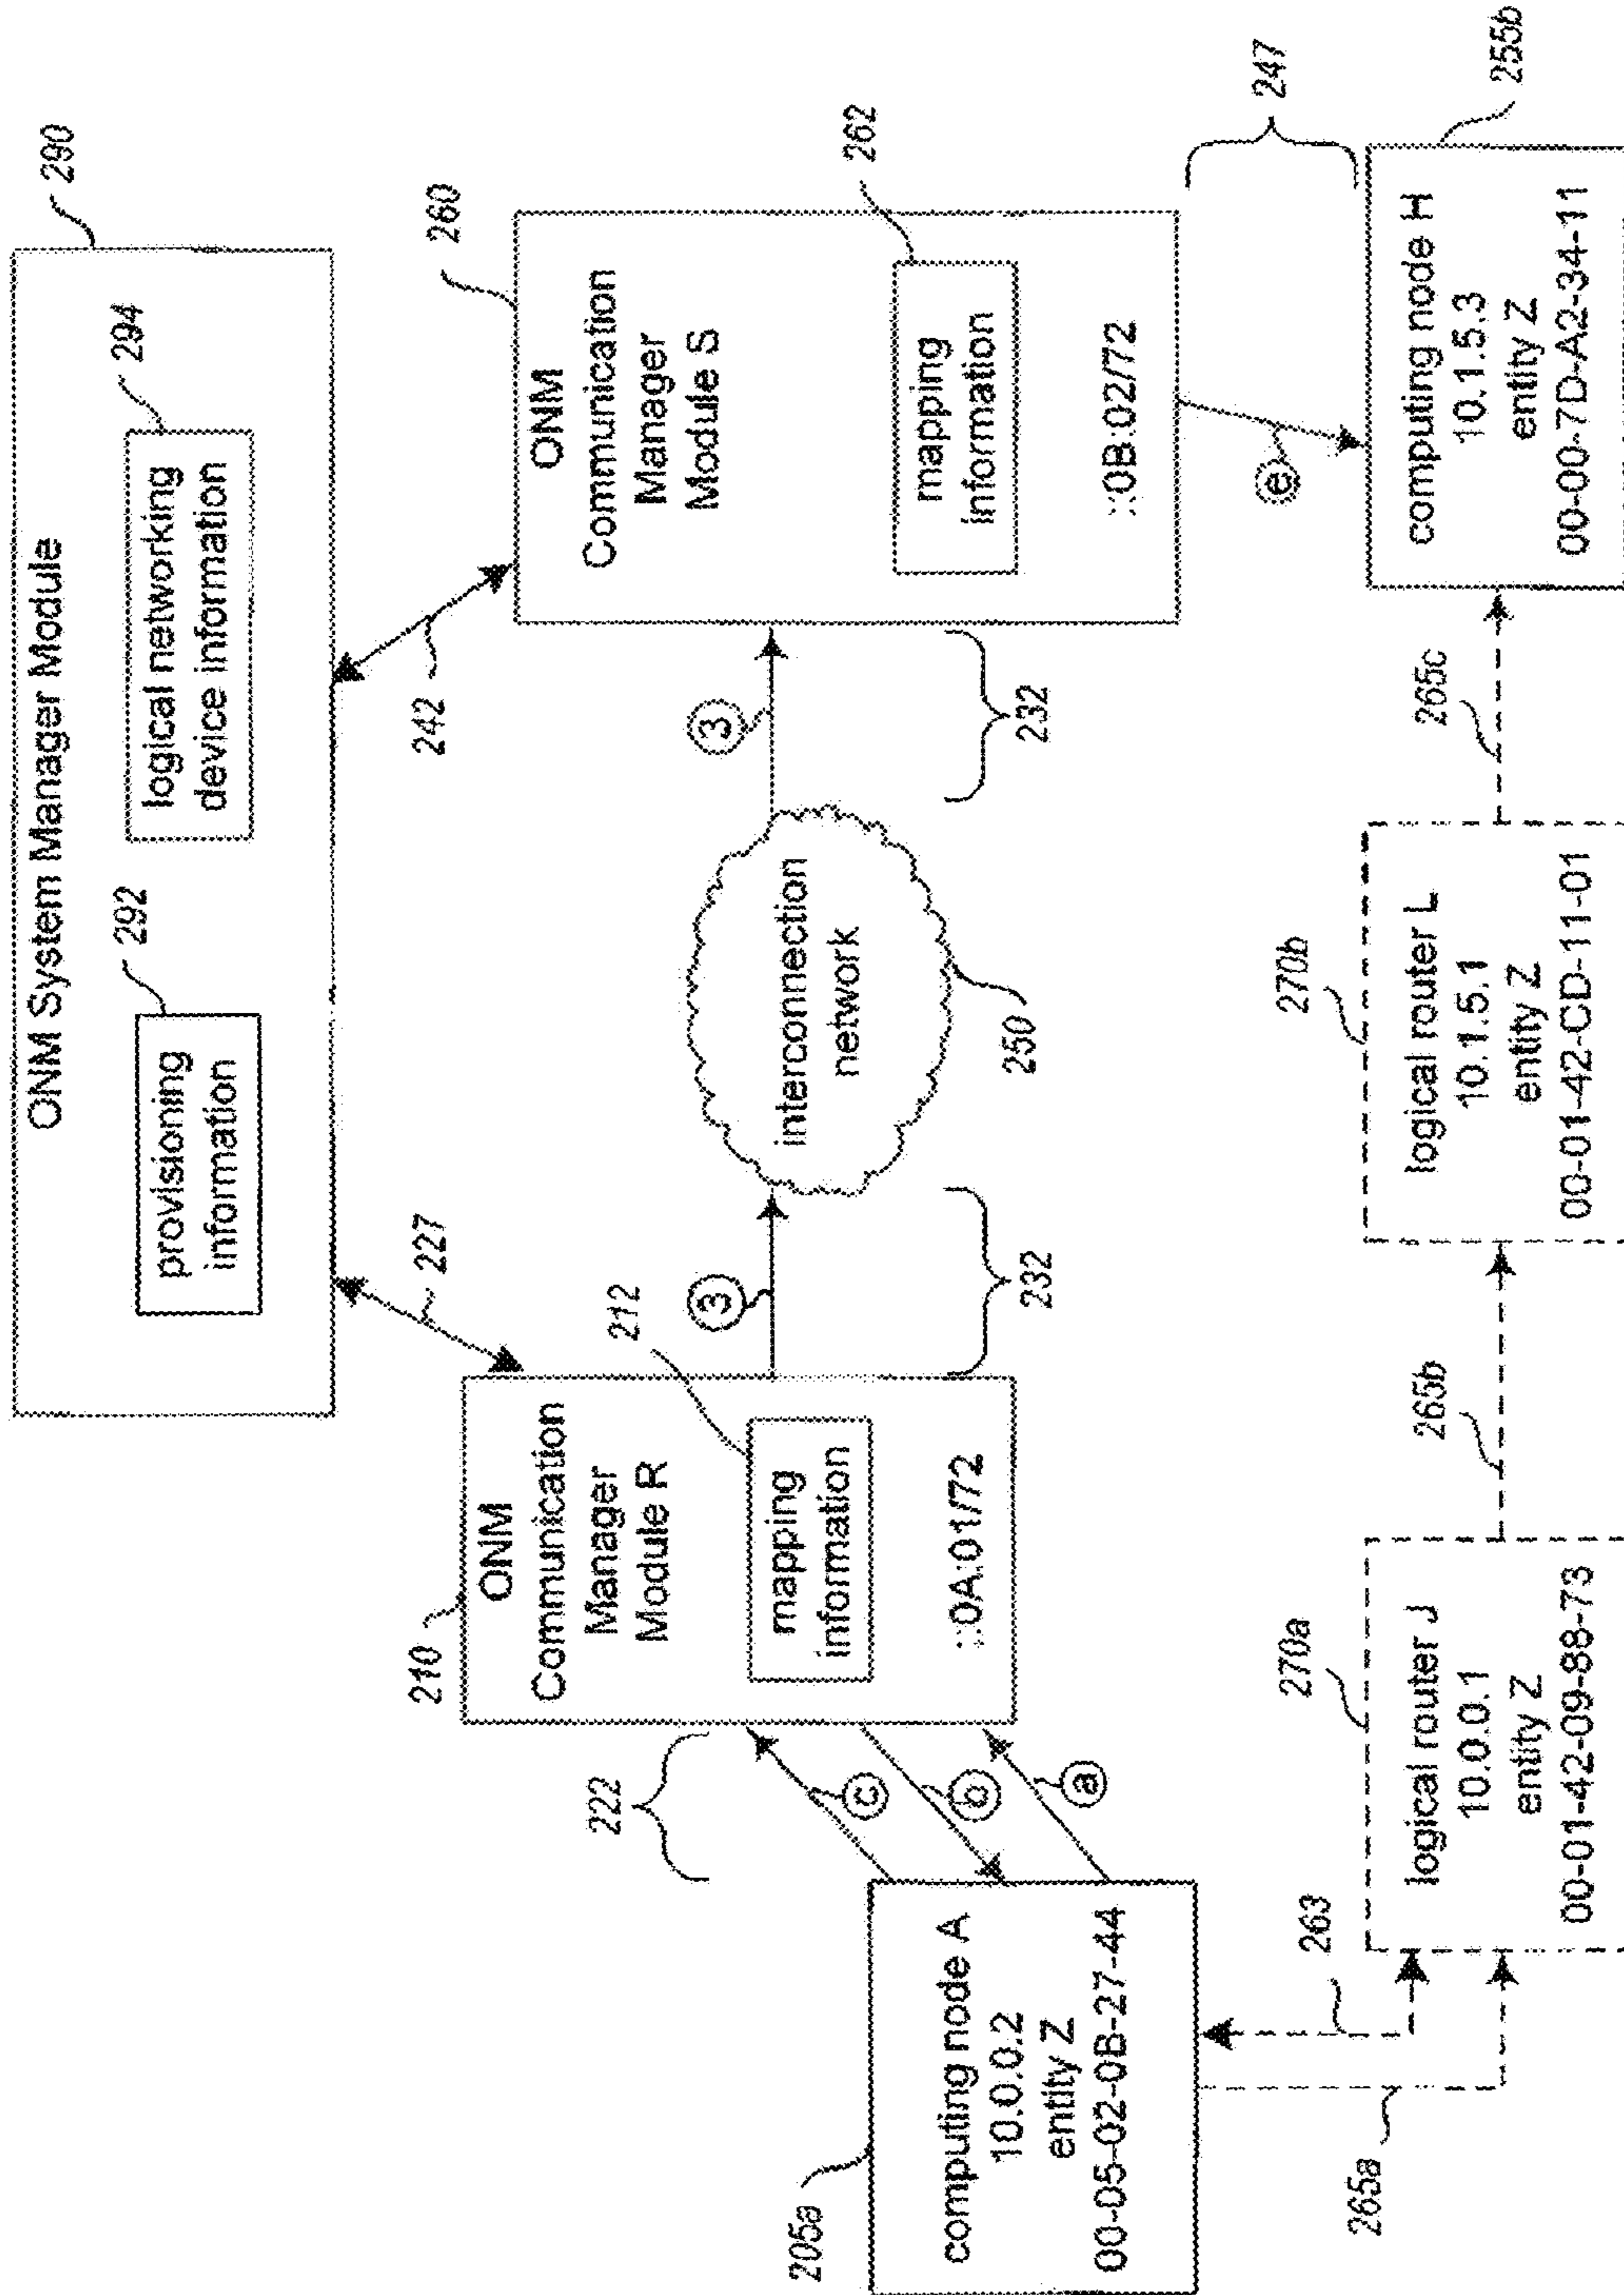 ONM System Manager Module
290
292
provisioning
information
294
logical networking
device information
227
242
210
ONM
Communication
Manager
Module R
212
mapping
information
::0A:01/72
260
ONM
Communication
Manager
Module S
262
mapping
information
::0B:02/72
3
3
232
232
interconnection
network
250
222
c
b
a
e
247
205a
computing node A
10.0.0.2
entity Z
00-05-02-0B-27-44
263
265a
270a
logical router J
10.0.0.1
entity Z
00-01-42-09-88-73
265b
270b
logical router L
10.1.5.1
entity Z
00-01-42-CD-11-01
265c
255b
computing node H
10.1.5.3
entity Z
00-00-7D-A2-34-11